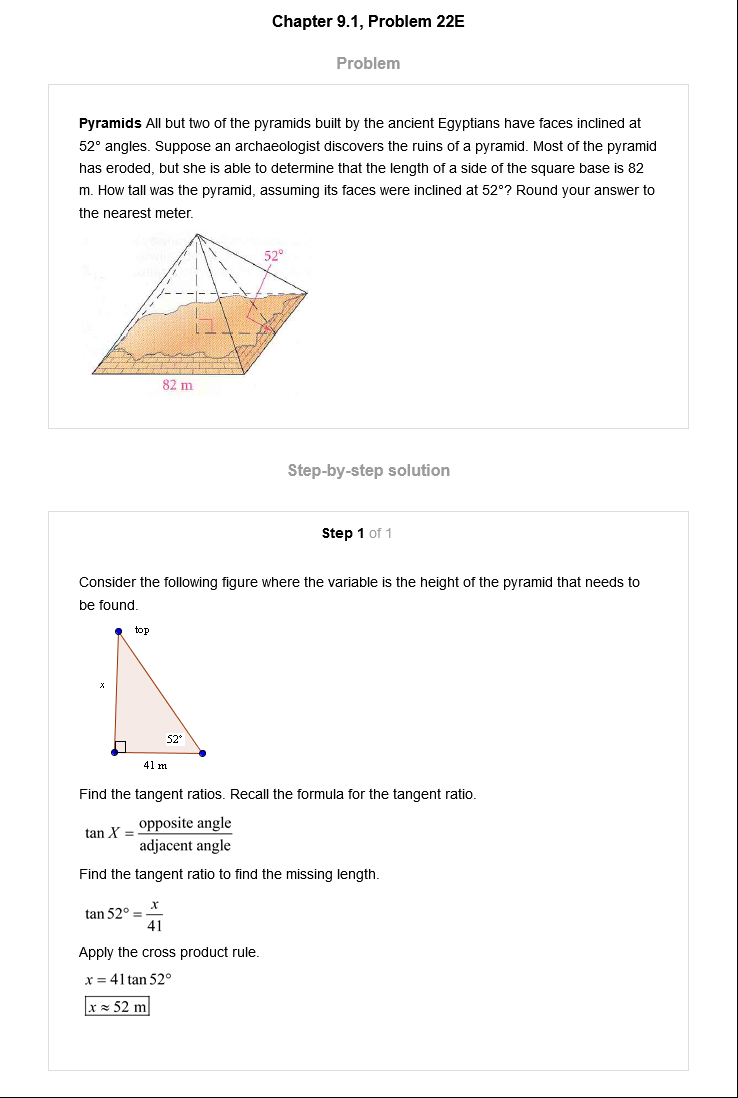 Chapter 9.1, Problem 22E
Problem
Pyramids All but two of the pyramids built by the ancient Egyptians have faces inclined at
52° angles. Suppose an archaeologist discovers the ruins of a pyramid. Most of the pyramid
has eroded, but she is able to determine that the length of a side of the square base is 82
m. How tall was the pyramid, assuming its faces were inclined at 52°? Round your answer to
the nearest meter.
52°
82 m
Step-by-step solution
Step 1 of 1
Consider the following figure where the variable is the height of the pyramid that needs to
be found.
top
x
52°
41 m
Find the tangent ratios. Recall the formula for the tangent ratio.
tan X = opposite angle / adjacent angle
Find the tangent ratio to find the missing length.
tan 52° = x / 41
Apply the cross product rule.
x = 41 tan 52°
x ≈ 52 m